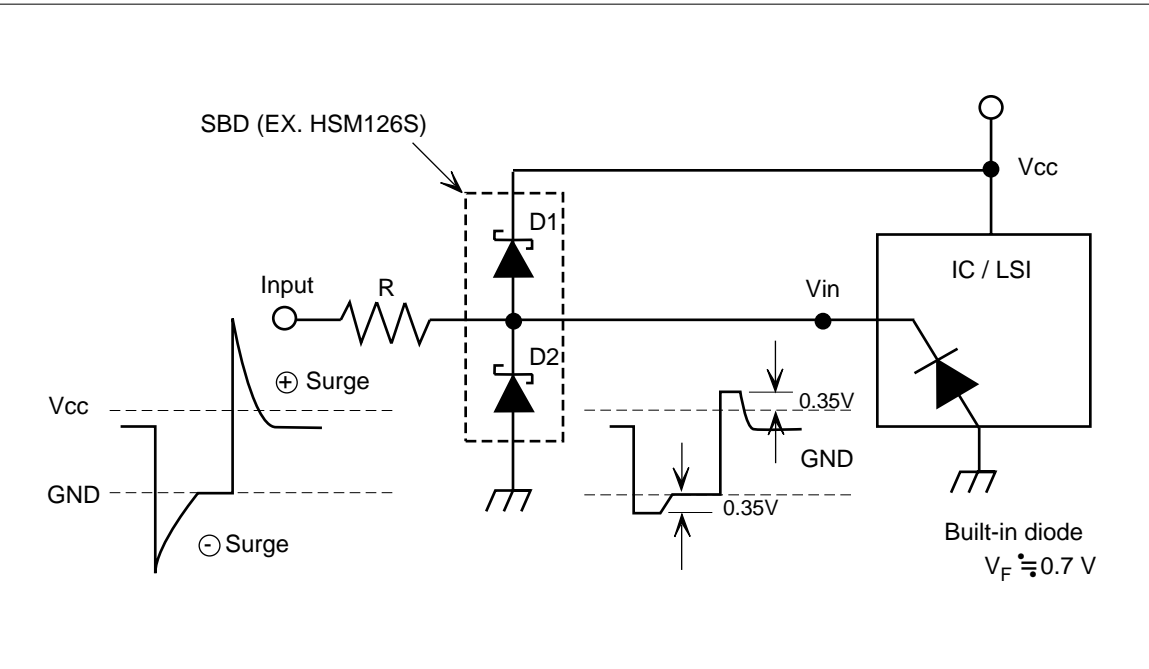 SBD (EX. HSM126S)
Vcc
D1
IC / LSI
Input
R
Vin
D2
⊕ Surge
Vcc
0.35V
GND
GND
0.35V
⊖ Surge
Built-in diode
VF ≒ 0.7 V